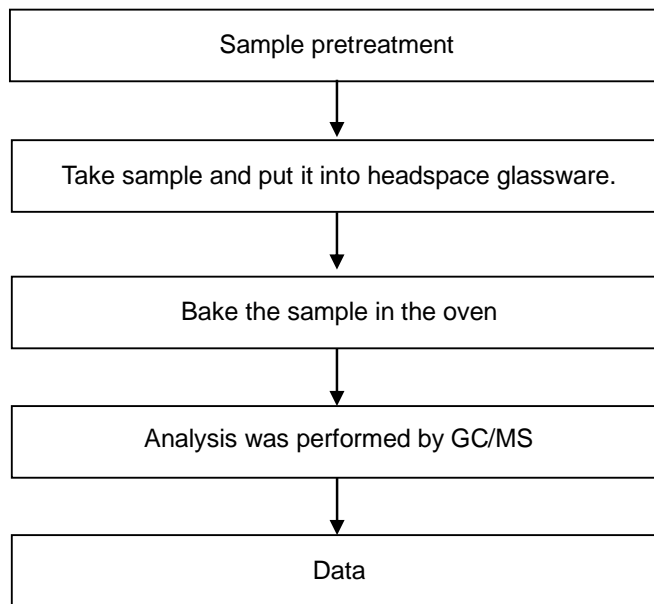 Sample pretreatment
Take sample and put it into headspace glassware.
Bake the sample in the oven
Analysis was performed by GC/MS
Data